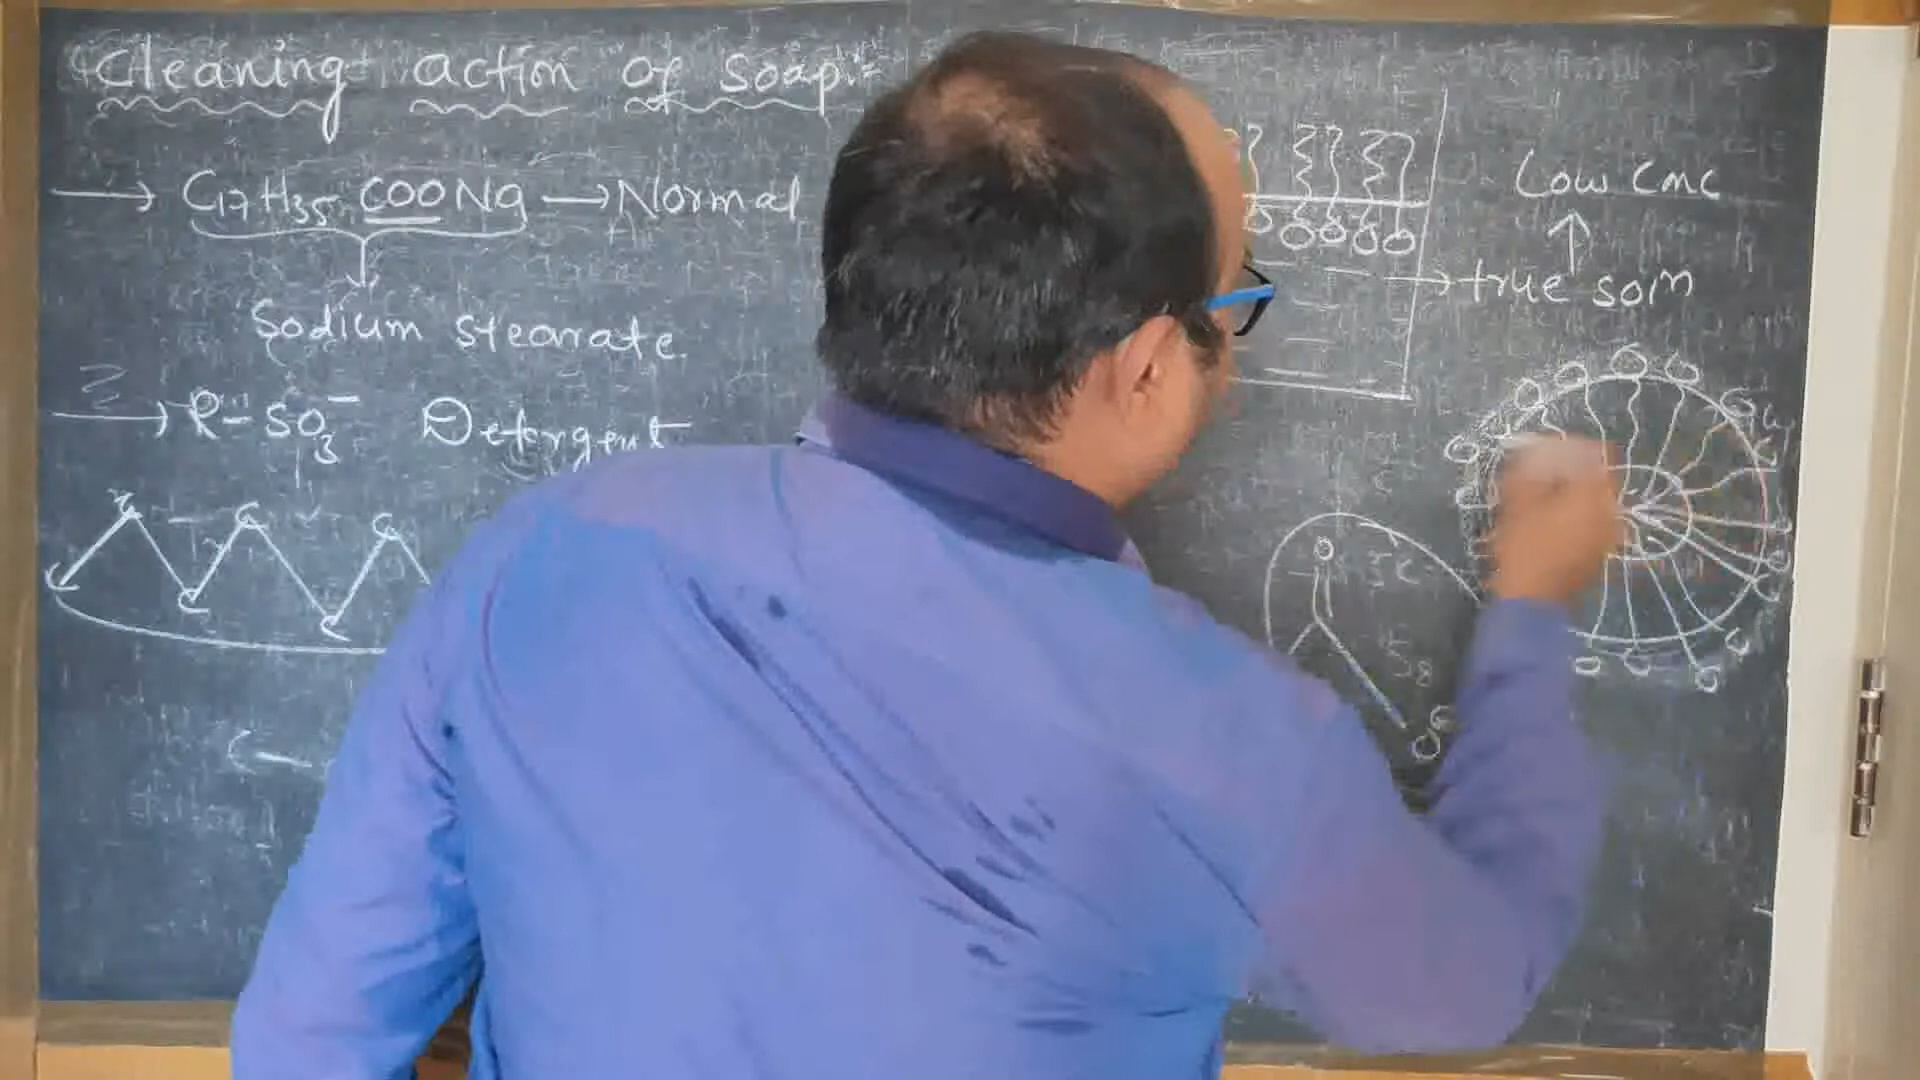 Cleaning action of soap:-
→ C17H35 COONa → Normal
Sodium stearate.
→ R-SO3⁻ Detergent
Low CMC
↑
→ true soln